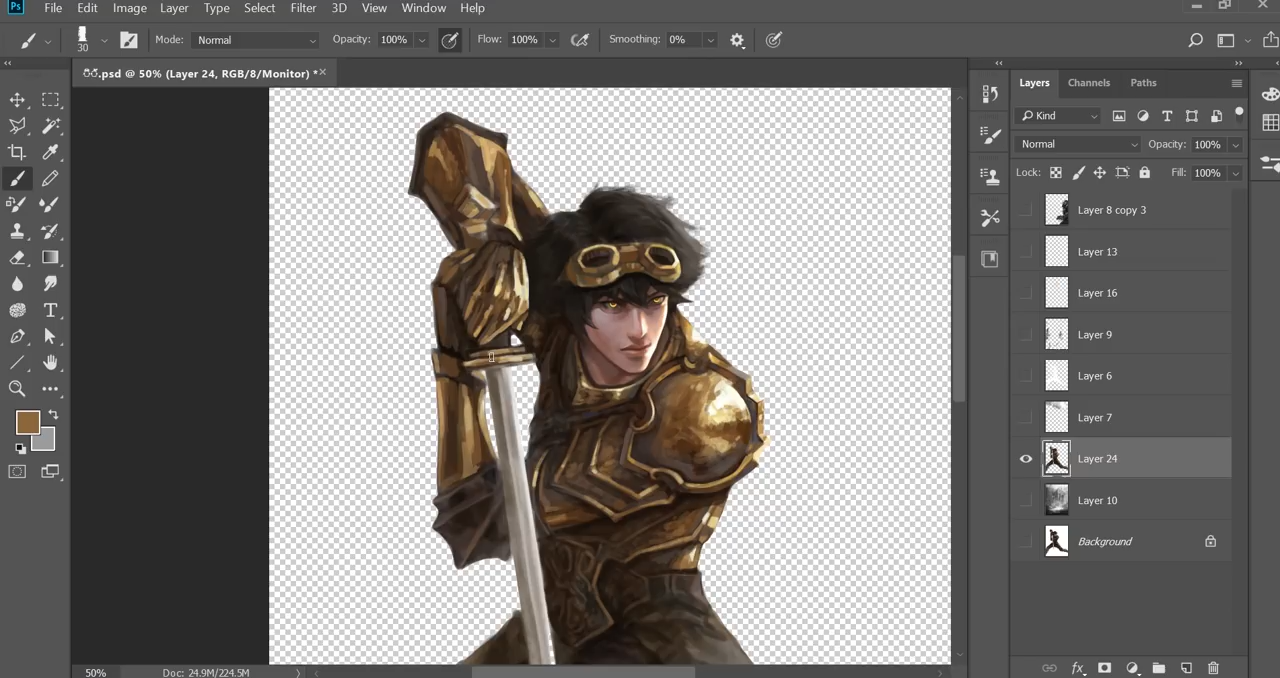 Ps File Edit Image Layer Type Select Filter 3D View Window Help
30 Mode: Normal Opacity: 100% Flow: 100% Smoothing: 0%
.psd @ 50% (Layer 24, RGB/8/Monitor) *
Layers Channels Paths
Kind
Normal Opacity: 100%
Lock: Fill: 100%
Layer 8 copy 3
Layer 13
Layer 16
Layer 9
Layer 6
Layer 7
Layer 24
Layer 10
Background
50% Doc: 24.9M/224.5M